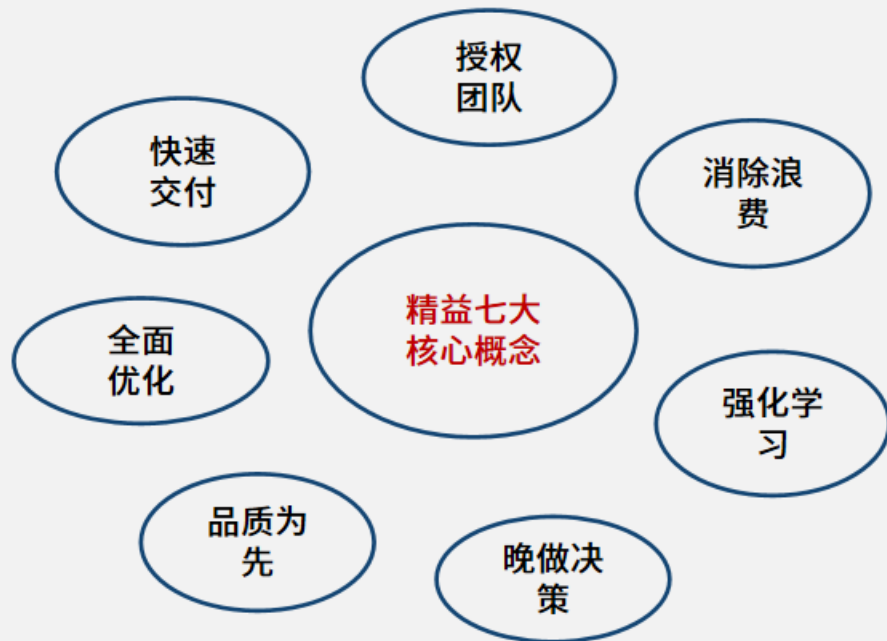 授权
团队
快速
交付
消除浪
费
精益七大
核心概念
全面
优化
强化学
习
品质为
先
晚做决
策